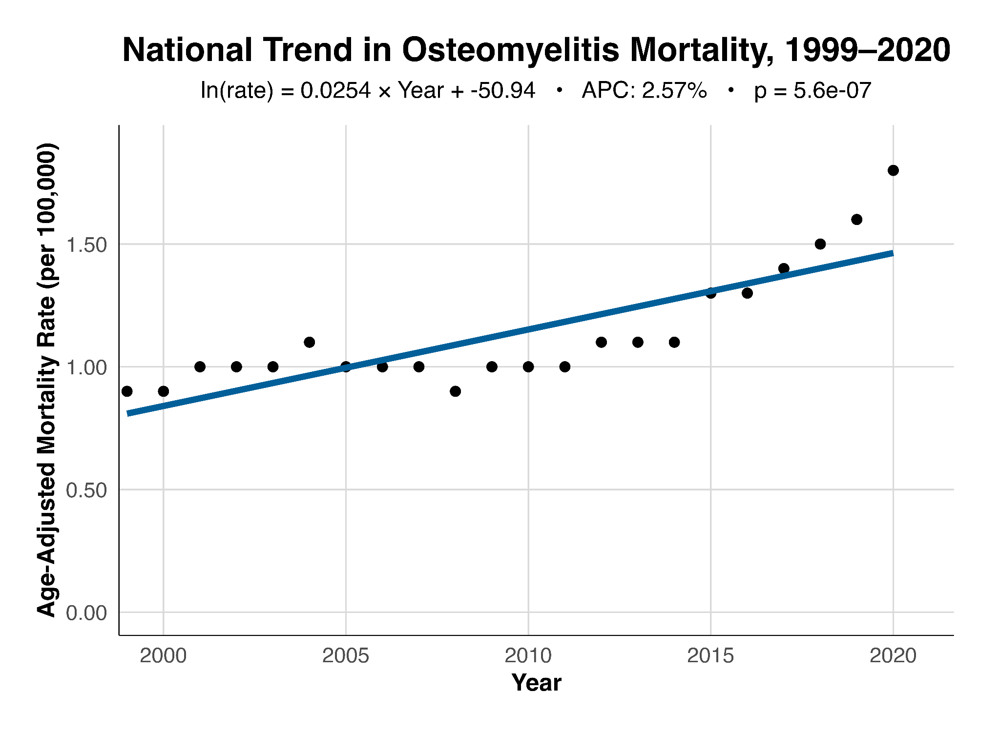 National Trend in Osteomyelitis Mortality, 1999–2020
ln(rate) = 0.0254 × Year + -50.94 • APC: 2.57% • p = 5.6e-07
Age-Adjusted Mortality Rate (per 100,000)
1.50
1.00
0.50
0.00
2000 2005 2010 2015 2020
Year